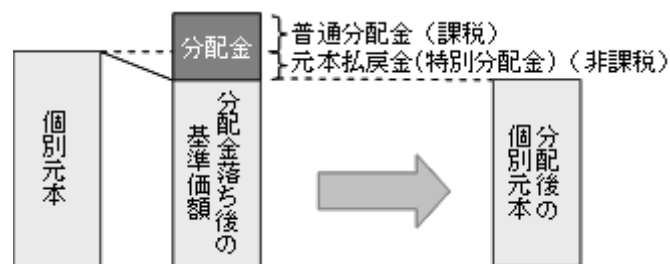 分配金
普通分配金（課税）
元本払戻金(特別分配金)（非課税）
個別元本
分配金落ち後の
基準価額
分配後の
個別元本